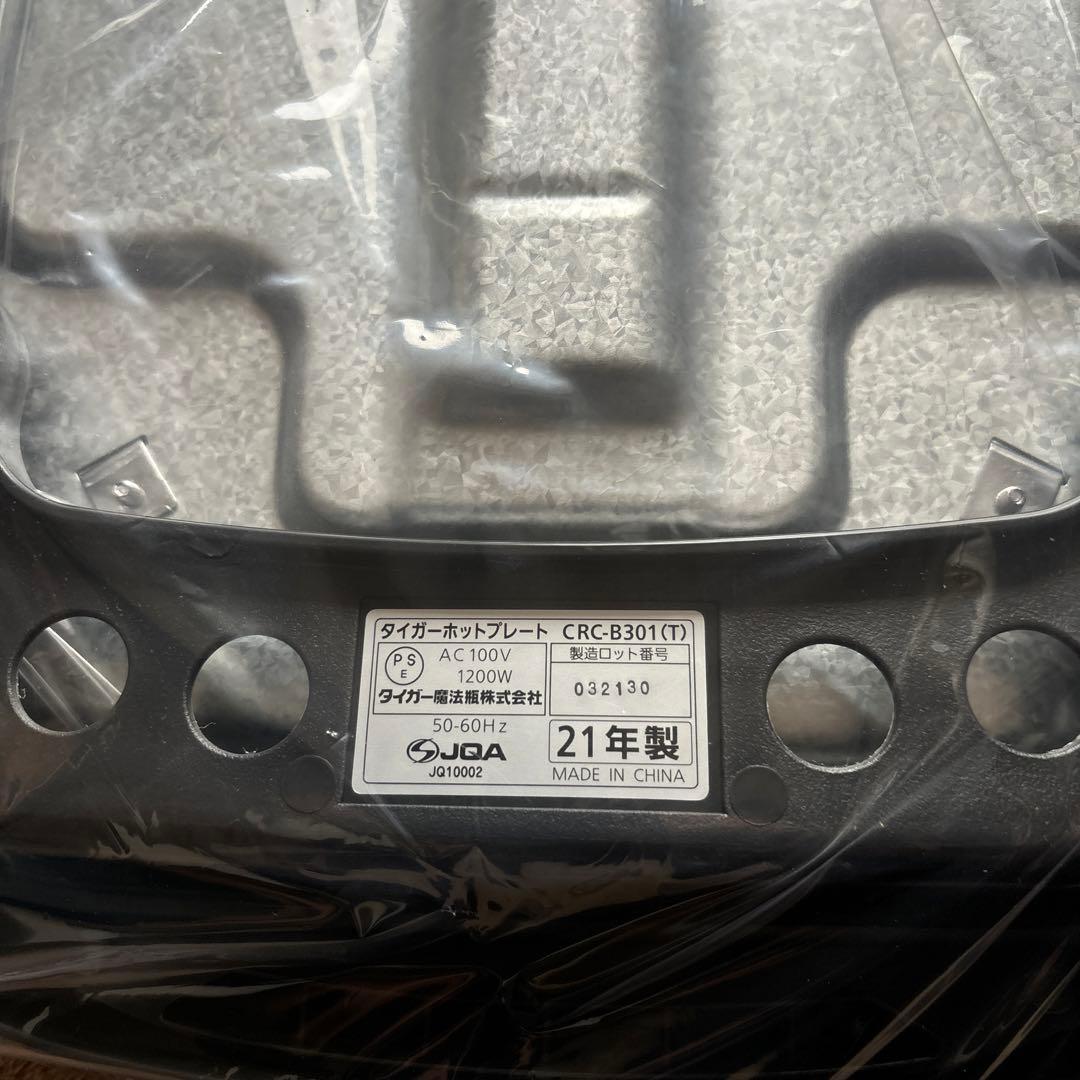 タイガーホットプレート CRC-B301(T)
PS
E
AC100V
1200W
タイガー魔法瓶株式会社
製造ロット番号
032130
50-60Hz
JQA
JQ10002
21年製
MADE IN CHINA